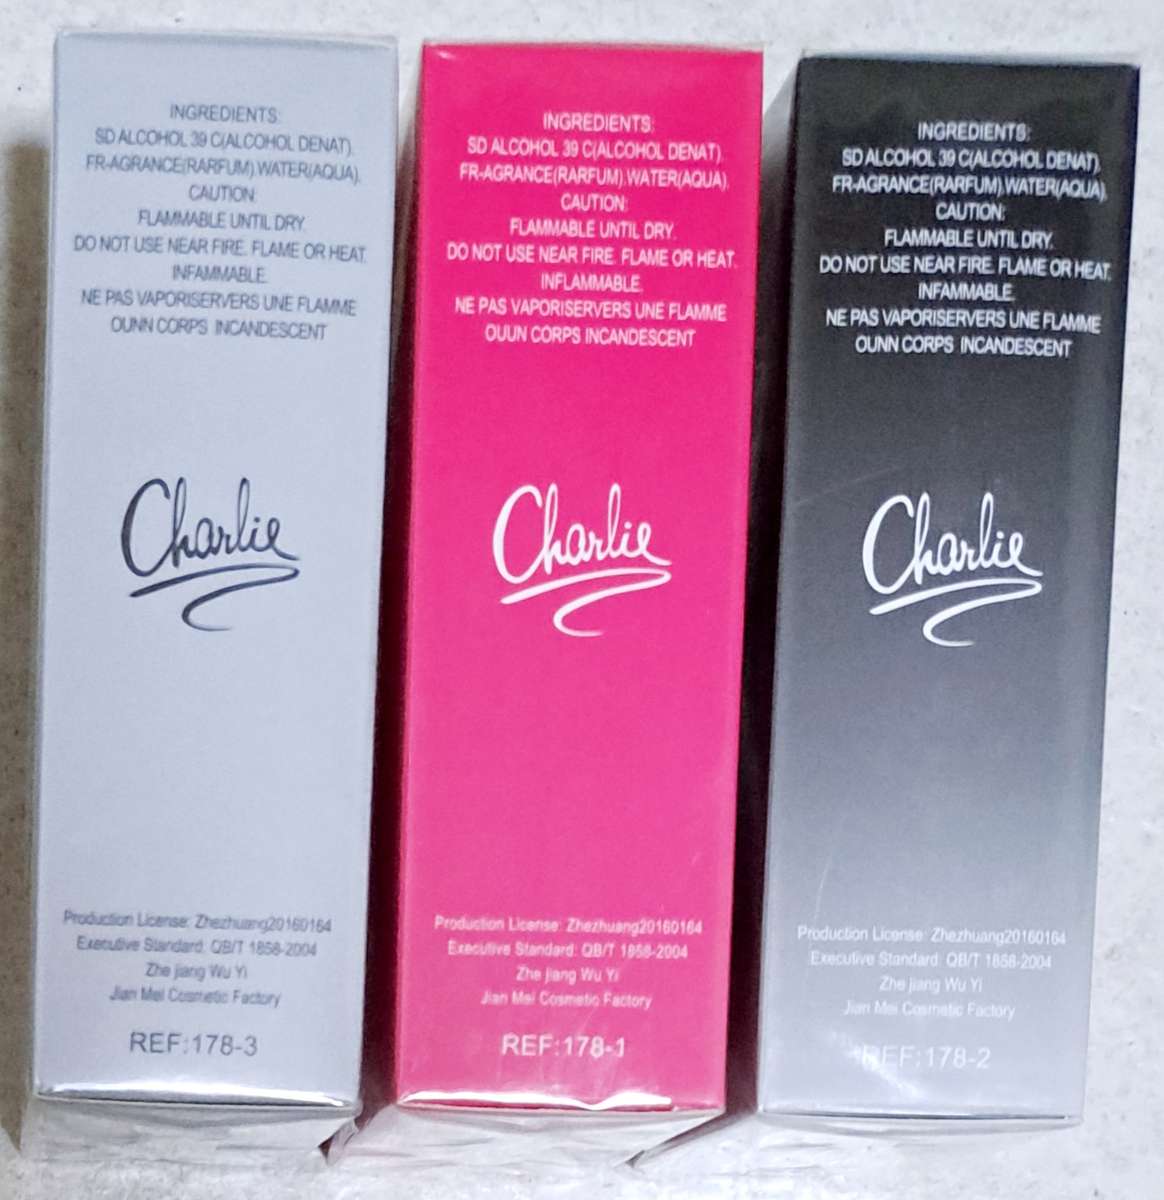 INGREDIENTS:
SD ALCOHOL 39 C(ALCOHOL DENAT).
FR-AGRANCE(RARFUM).WATER(AQUA).
CAUTION:
FLAMMABLE UNTIL DRY.
DO NOT USE NEAR FIRE. FLAME OR HEAT.
INFAMMABLE.
NE PAS VAPORISERVERS UNE FLAMME
OUNN CORPS INCANDESCENT
Charlie
Production License: Zhezhuang20160164
Executive Standard: QB/T 1858-2004
Zhe jiang Wu Yi
Jian Mei Cosmetic Factory
REF:178-3
INGREDIENTS:
SD ALCOHOL 39 C(ALCOHOL DENAT).
FR-AGRANCE(RARFUM).WATER(AQUA).
CAUTION:
FLAMMABLE UNTIL DRY.
DO NOT USE NEAR FIRE. FLAME OR HEAT.
INFLAMMABLE.
NE PAS VAPORISERVERS UNE FLAMME
OUUN CORPS INCANDESCENT
Charlie
Production License: Zhezhuang20160164
Executive Standard: QB/T 1858-2004
Zhe jiang Wu Yi
Jian Mei Cosmetic Factory
REF:178-1
INGREDIENTS:
SD ALCOHOL 39 C(ALCOHOL DENAT).
FR-AGRANCE(RARFUM).WATER(AQUA).
CAUTION:
FLAMMABLE UNTIL DRY.
DO NOT USE NEAR FIRE. FLAME OR HEAT.
INFAMMABLE.
NE PAS VAPORISERVERS UNE FLAMME
OUNN CORPS INCANDESCENT
Charlie
Production License: Zhezhuang20160164
Executive Standard: QB/T 1858-2004
Zhe jiang Wu Yi
Jian Mei Cosmetic Factory
REF:178-2